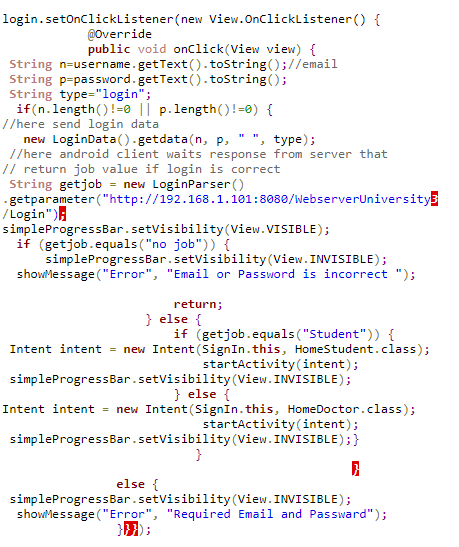 login.setOnClickListener(new View.OnClickListener() {
@Override
public void onClick(View view) {
String n=username.getText().toString();//email
String p=password.getText().toString();
String type="login";
if(n.length()!=0 || p.length()!=0) {
//here send login data
new LoginData().getdata(n, p, " ", type);
//here android client waits response from server that
// return job value if login is correct
String getjob = new LoginParser()
.getparameter("http://192.168.1.101:8080/WebserverUniversity3
/Login");
simpleProgressBar.setVisibility(View.VISIBLE);
if (getjob.equals("no job")) {
simpleProgressBar.setVisibility(View.INVISIBLE);
showMessage("Error", "Email or Password is incorrect ");
return;
} else {
if (getjob.equals("Student")) {
Intent intent = new Intent(SignIn.this, HomeStudent.class);
startActivity(intent);
simpleProgressBar.setVisibility(View.INVISIBLE);
} else {
Intent intent = new Intent(SignIn.this, HomeDoctor.class);
startActivity(intent);
simpleProgressBar.setVisibility(View.INVISIBLE);}
}
}
else {
simpleProgressBar.setVisibility(View.INVISIBLE);
showMessage("Error", "Required Email and Passward");
}}});